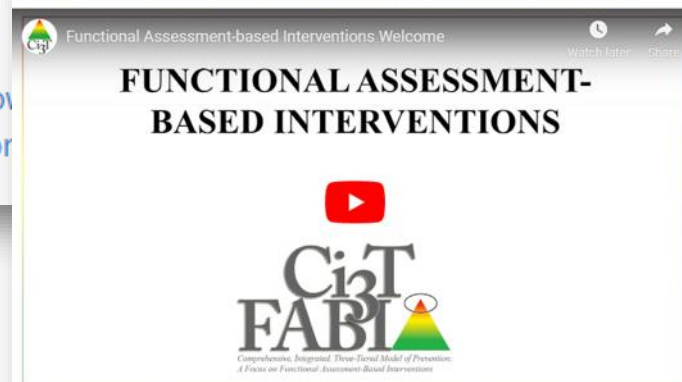 Functional Assessment-based Interventions Welcome
Watch later Share
FUNCTIONAL ASSESSMENT-
BASED INTERVENTIONS
Ci3T
FABI
Comprehensive, Integrated, Three-Tiered Model of Prevention:
A Focus on Functional Assessment-Based Interventions